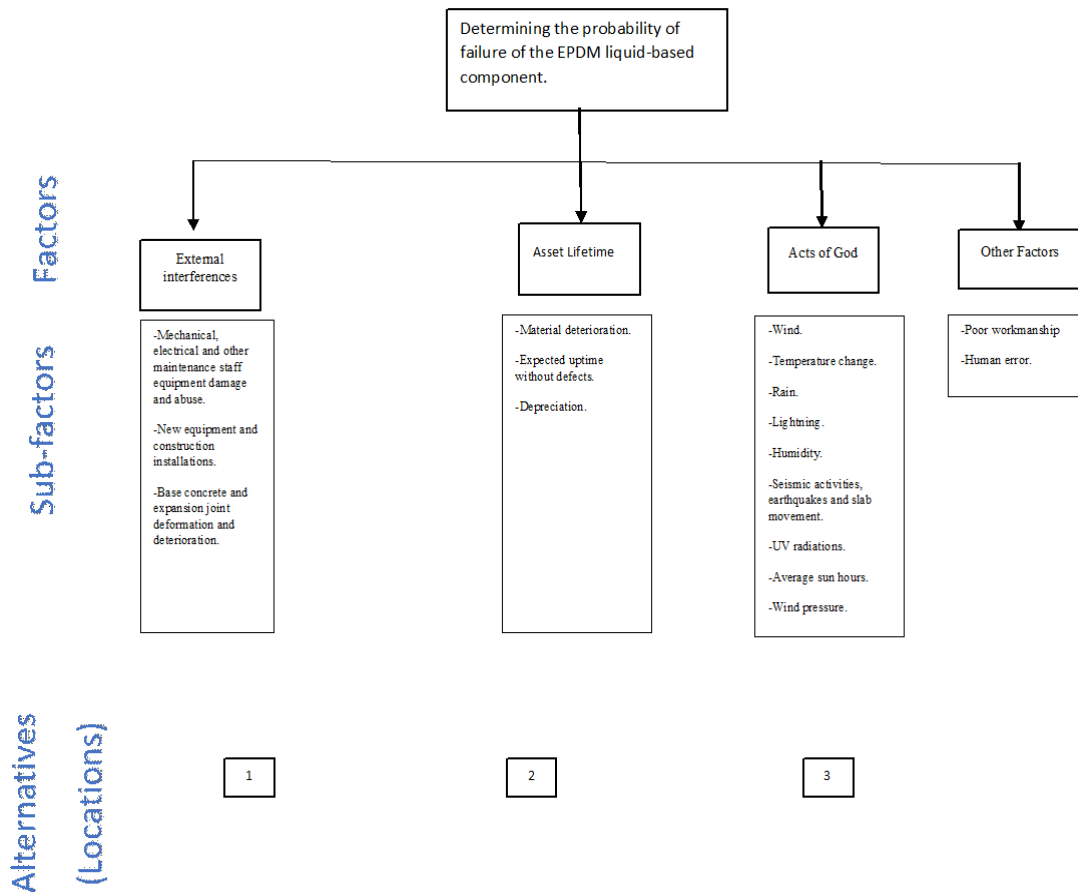 Determining the probability of
failure of the EPDM liquid-based
component.
Factors
External
interferences
Asset Lifetime
Acts of God
Other Factors
Sub-factors
-Mechanical,
electrical and other
maintenance staff
equipment damage
and abuse.
-New equipment and
construction
installations.
-Base concrete and
expansion joint
deformation and
deterioration.
-Material deterioration.
-Expected uptime
without defects.
-Depreciation.
-Wind.
-Temperature change.
-Rain.
-Lightning.
-Humidity.
-Seismic activities,
earthquakes and slab
movement.
-UV radiations.
-Average sun hours.
-Wind pressure.
-Poor workmanship
-Human error.
Alternatives
(Locations)
1
2
3